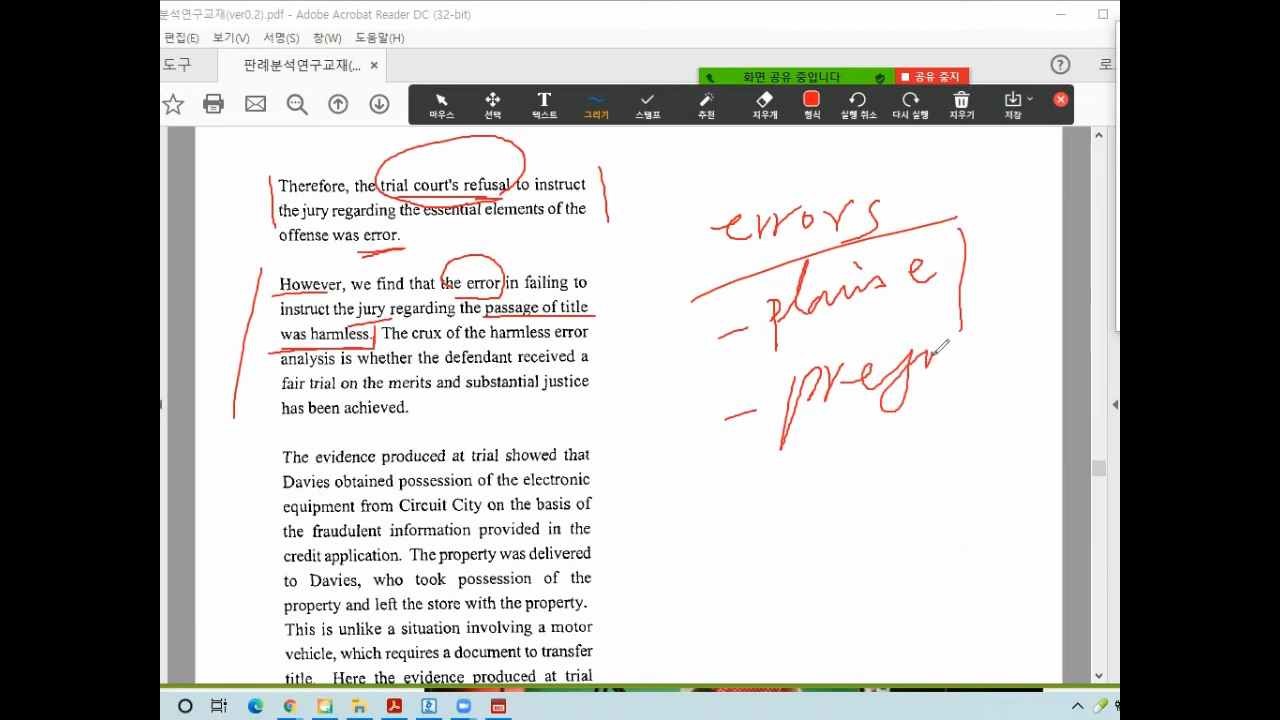 분석연구교재(ver0.2).pdf - Adobe Acrobat Reader DC (32-bit)
편집(E) 보기(V) 서명(S) 창(W) 도움말(H)
도구 판례분석연구교재(... × 로
화면 공유 중입니다 공유 중지
마우스 선택 텍스트 그리기 스탬프 추천 지우개 형식 실행 취소 다시 실행 지우기 저장
Therefore, the trial court's refusal to instruct
the jury regarding the essential elements of the
offense was error.
However, we find that the error in failing to
instruct the jury regarding the passage of title
was harmless. The crux of the harmless error
analysis is whether the defendant received a
fair trial on the merits and substantial justice
has been achieved.
The evidence produced at trial showed that
Davies obtained possession of the electronic
equipment from Circuit City on the basis of
the fraudulent information provided in the
credit application. The property was delivered
to Davies, who took possession of the
property and left the store with the property.
This is unlike a situation involving a motor
vehicle, which requires a document to transfer
title. Here the evidence produced at trial
errors
- e
-